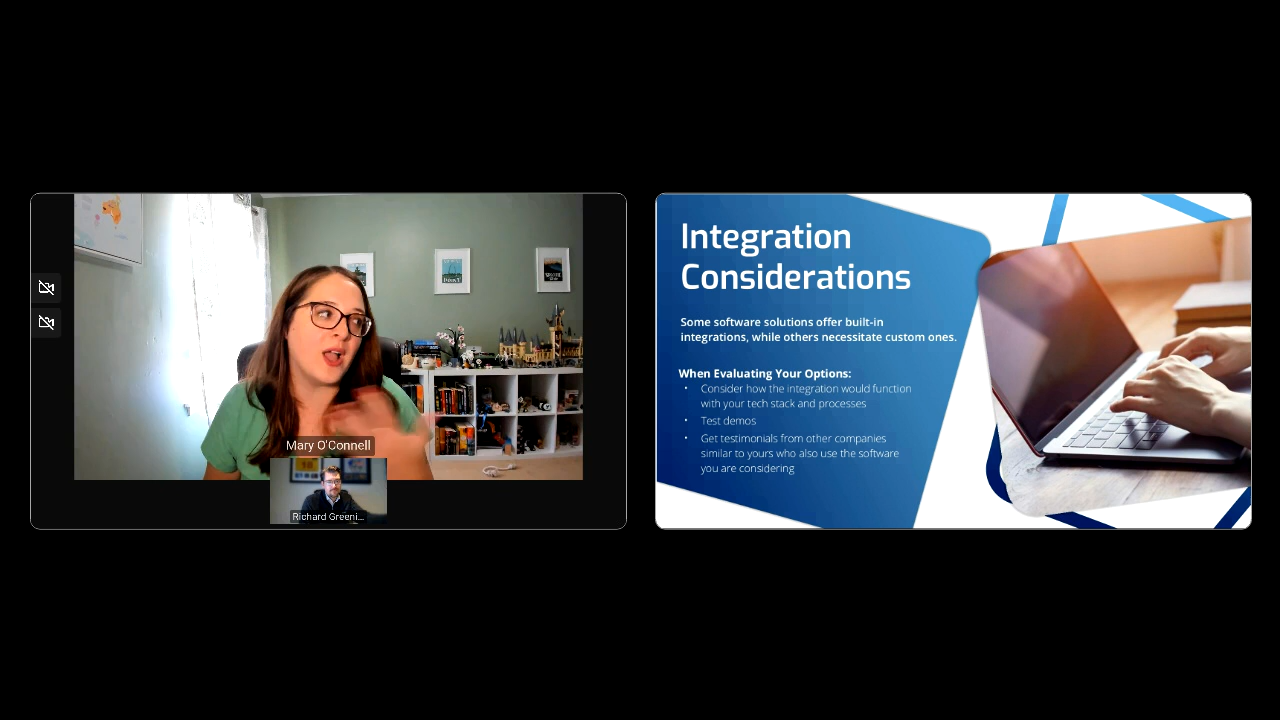 Mary O'Connell
Richard Greeni...
Integration
Considerations
Some software solutions offer built-in
integrations, while others necessitate custom ones.
When Evaluating Your Options:
• Consider how the integration would function
with your tech stack and processes
• Test demos
• Get testimonials from other companies
similar to yours who also use the software
you are considering